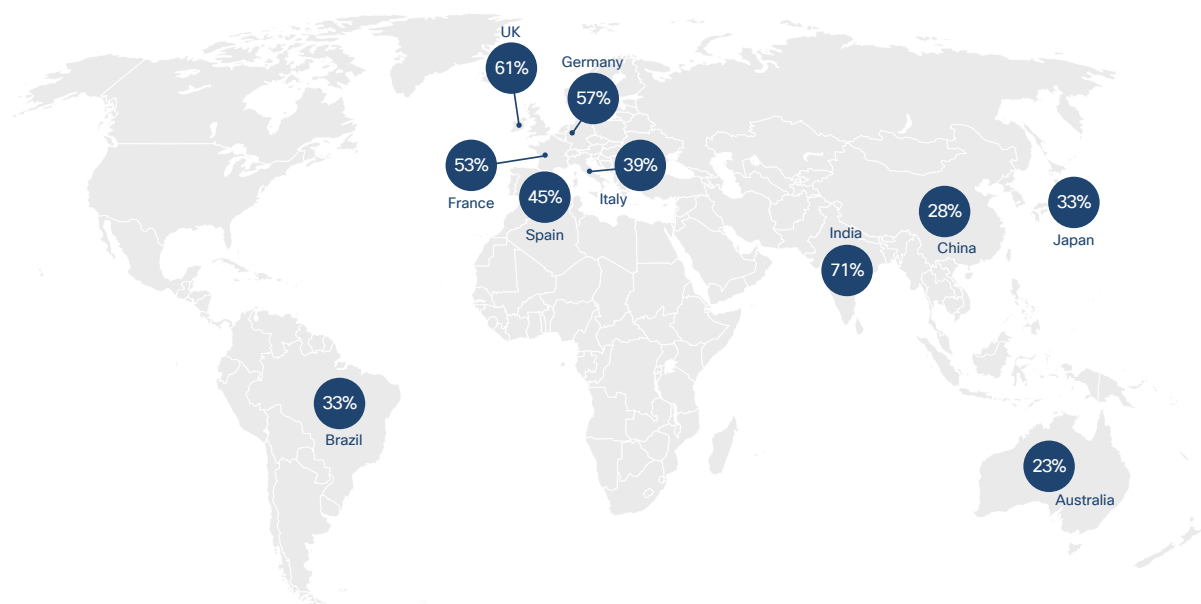 UK
61%
Germany
57%
53%
France
45%
Spain
39%
Italy
28%
China
33%
Japan
India
71%
33%
Brazil
23%
Australia